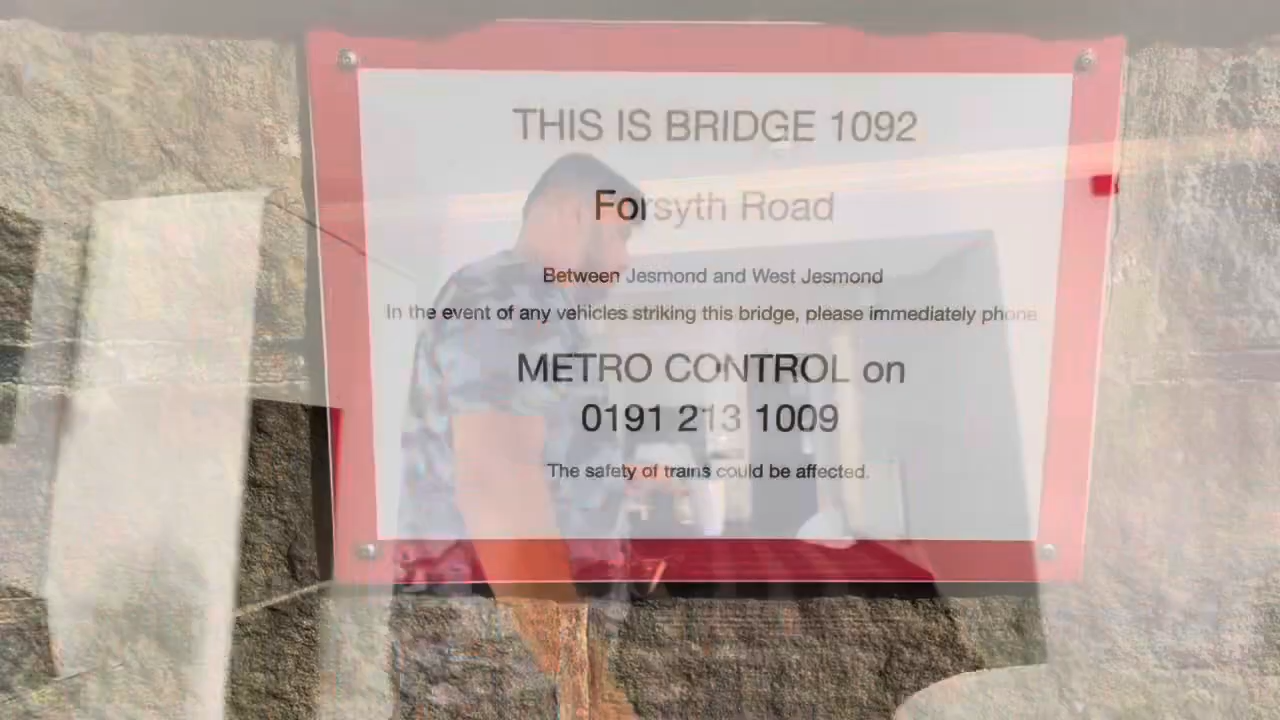 THIS IS BRIDGE 1092
Forsyth Road
Between Jesmond and West Jesmond
In the event of any vehicles striking this bridge, please immediately phone
METRO CONTROL on
0191 213 1009
The safety of trains could be affected.